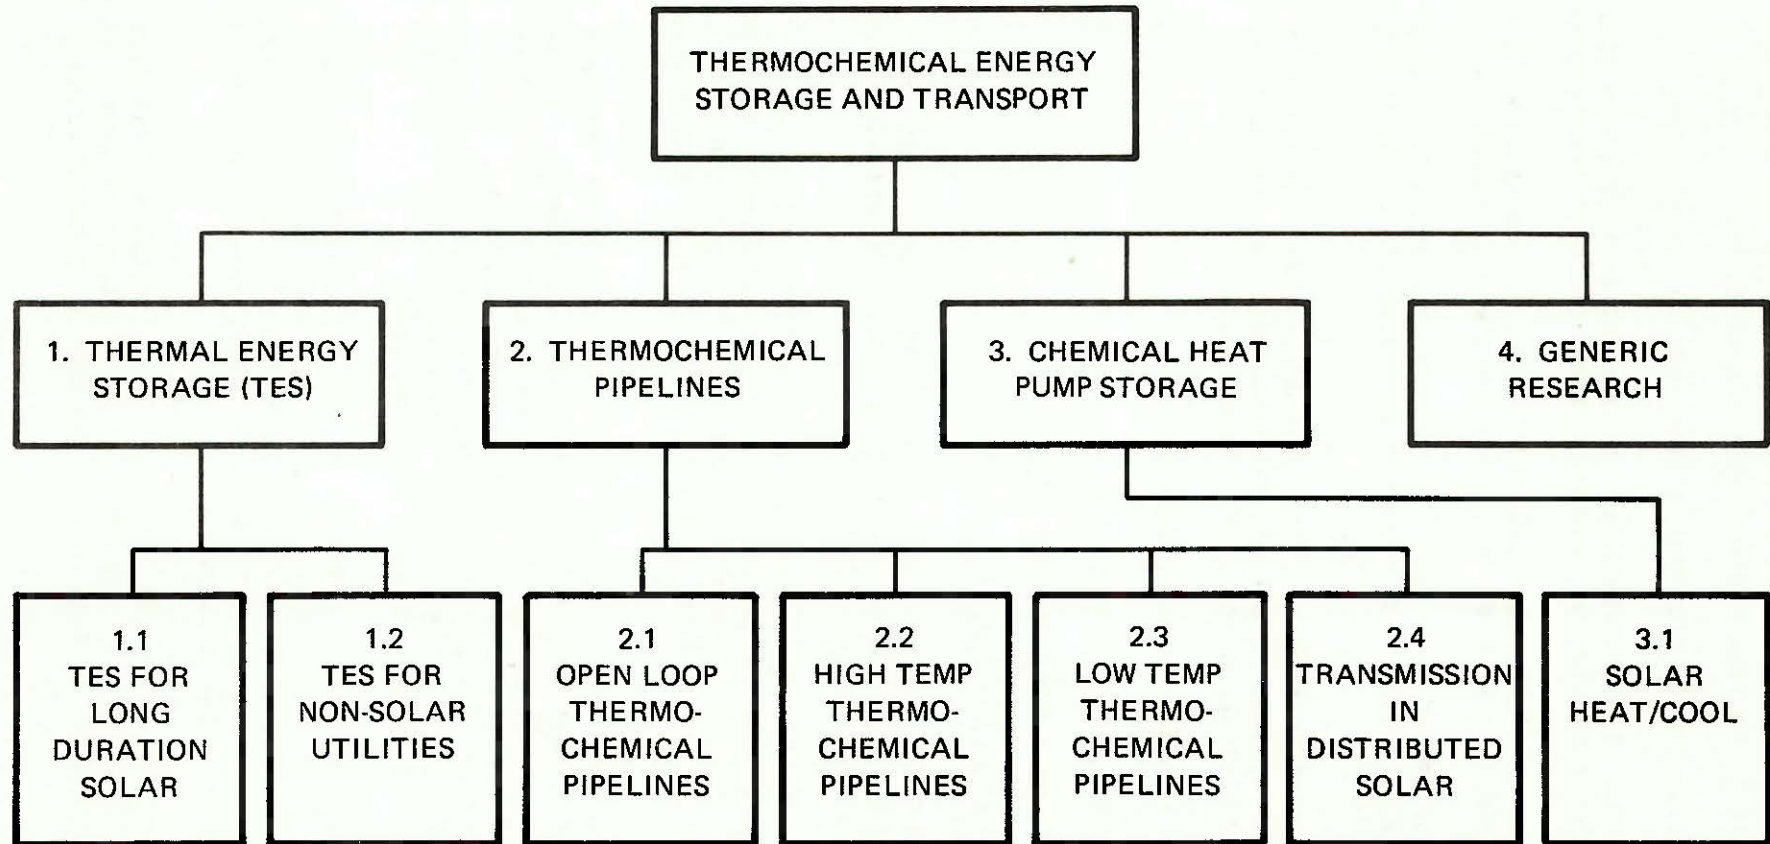 THERMOCHEMICAL ENERGY
STORAGE AND TRANSPORT
1. THERMAL ENERGY
STORAGE (TES)
2. THERMOCHEMICAL
PIPELINES
3. CHEMICAL HEAT
PUMP STORAGE
4. GENERIC
RESEARCH
1.1
TES FOR
LONG
DURATION
SOLAR
1.2
TES FOR
NON-SOLAR
UTILITIES
2.1
OPEN LOOP
THERMO-
CHEMICAL
PIPELINES
2.2
HIGH TEMP
THERMO-
CHEMICAL
PIPELINES
2.3
LOW TEMP
THERMO-
CHEMICAL
PIPELINES
2.4
TRANSMISSION
IN
DISTRIBUTED
SOLAR
3.1
SOLAR
HEAT/COOL